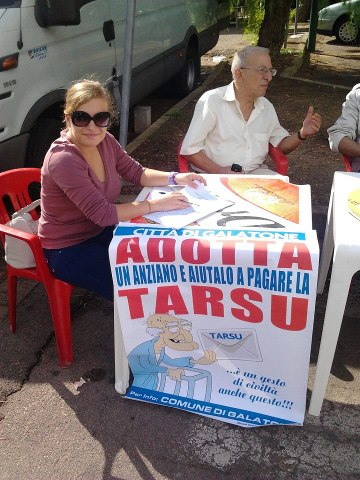 CITTÀ DI GALATONE
ADOTTA
UN ANZIANO E AIUTALO A PAGARE LA
TARSU
TARSU
...è un gesto
di civiltà
anche questo!!!
Per info: COMUNE DI GALATONE